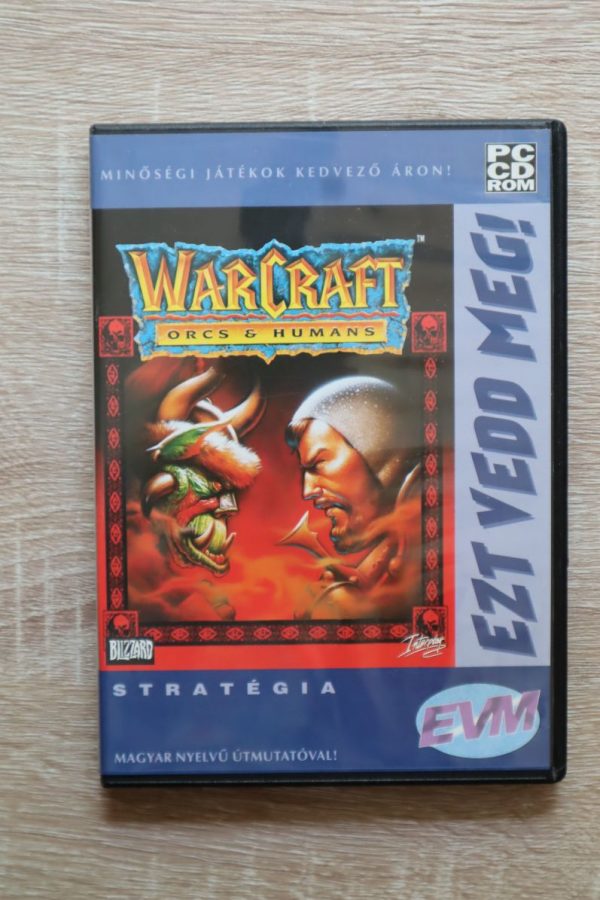 MINŐSÉGI JÁTÉKOK KEDVEZŐ ÁRON!
PC
CD
ROM
WARCRAFT™
ORCS & HUMANS
EZT VEDD MEG!
BLIZZARD
Interplay
STRATÉGIA
EVM
MAGYAR NYELVŰ ÚTMUTATÓVAL!